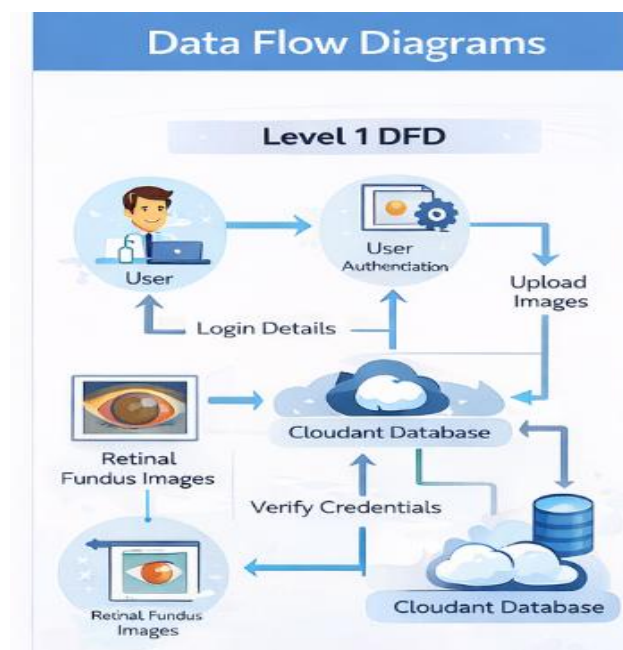 Data Flow Diagrams
Level 1 DFD
User
User
Authenciation
Upload
Images
Login Details
Cloudant Database
Retinal
Fundus Images
Verify Credentials
Retinal Fundus
Images
Cloudant Database